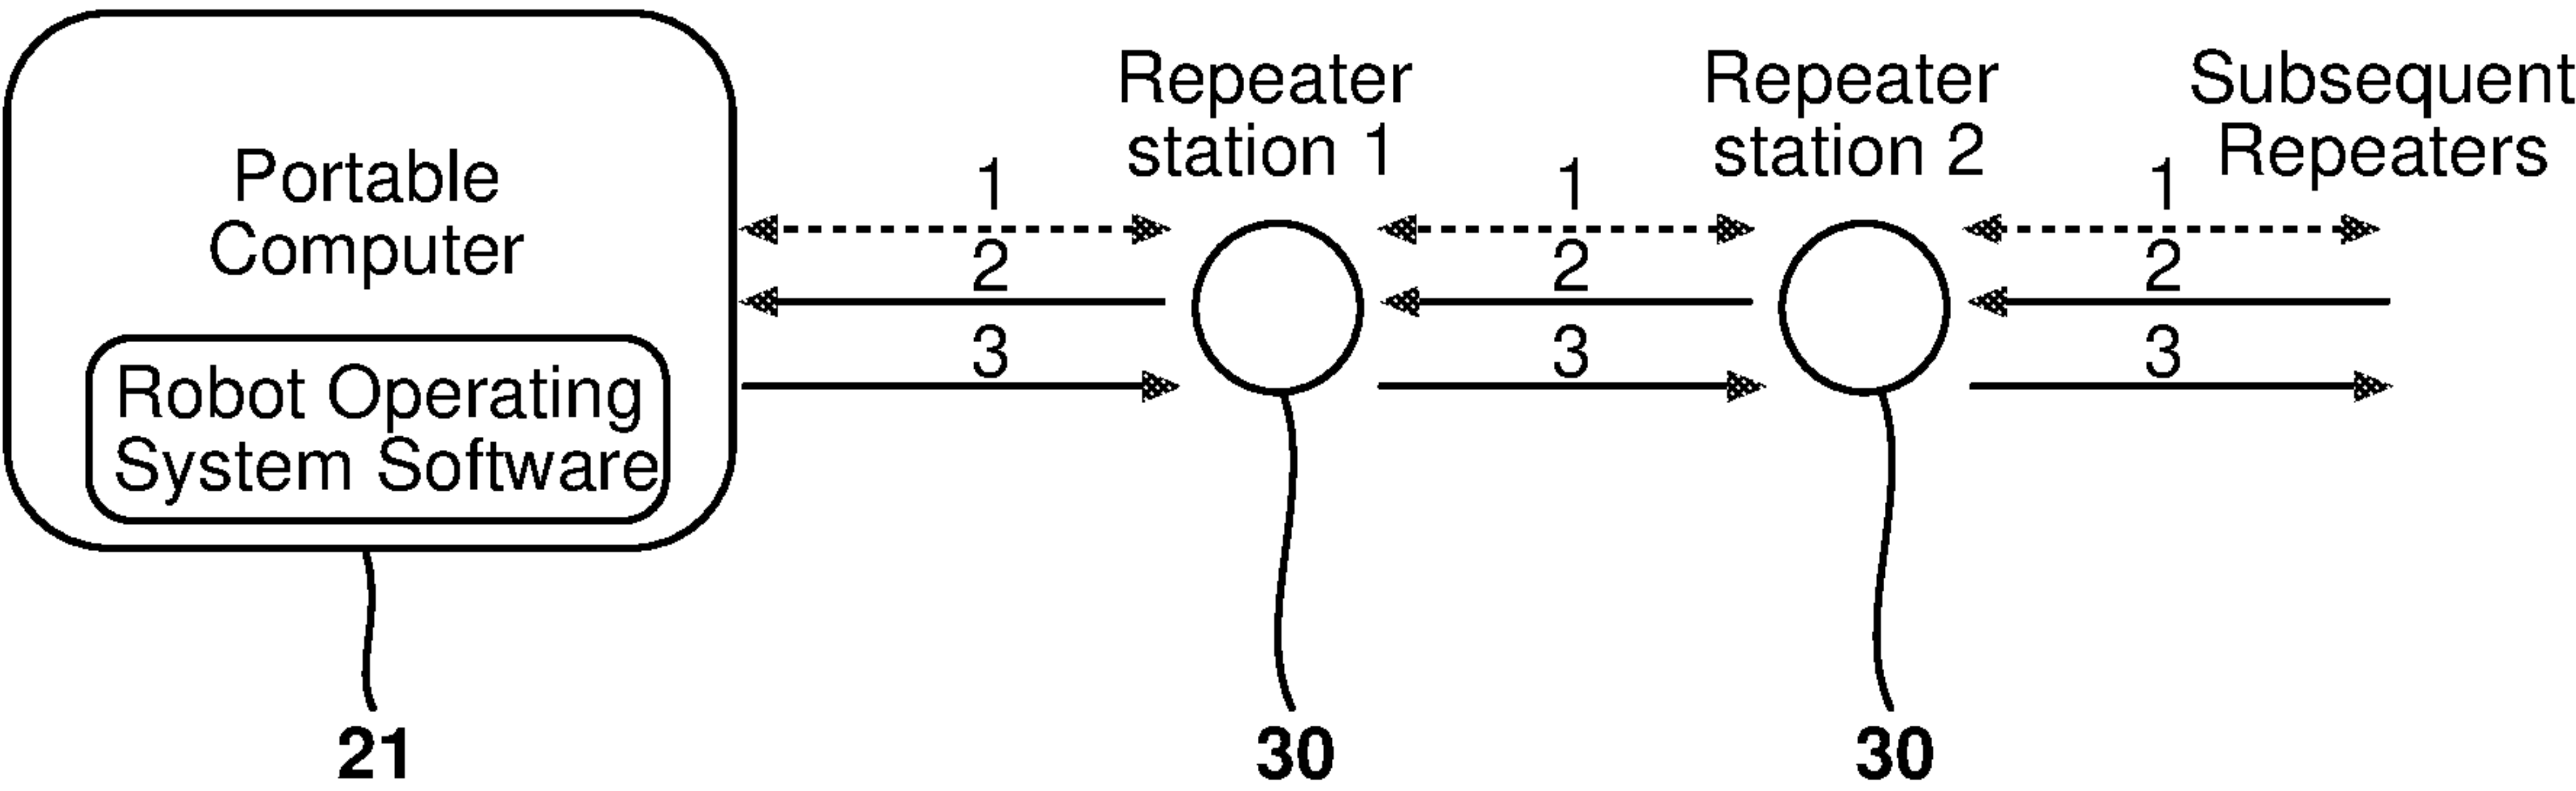 Portable
Computer
Robot Operating
System Software
21
Repeater
station 1
Repeater
station 2
Subsequent
Repeaters
1
2
3
1
2
3
1
2
3
30
30